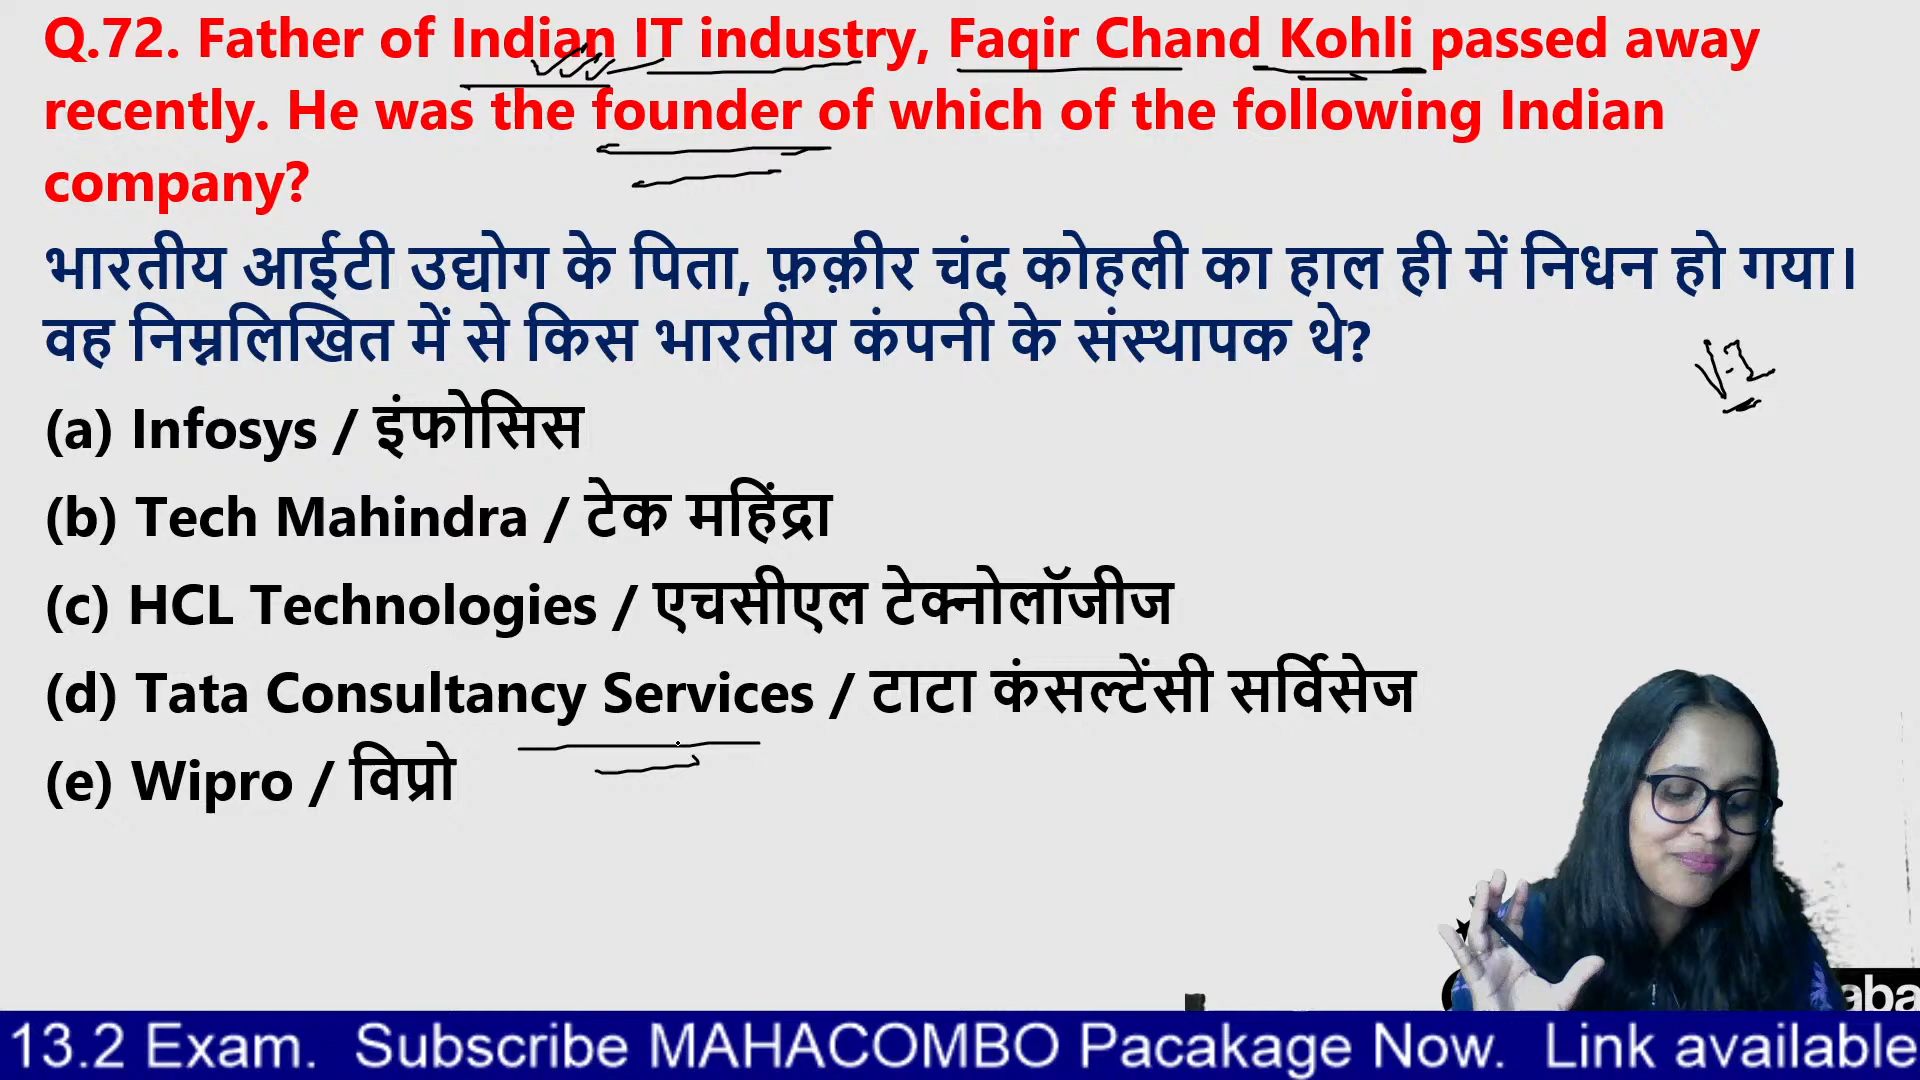 Q.72. Father of Indian IT industry, Faqir Chand Kohli passed away
recently. He was the founder of which of the following Indian
company?
भारतीय आईटी उद्योग के पिता, फ़क़ीर चंद कोहली का हाल ही में निधन हो गया।
वह निम्नलिखित में से किस भारतीय कंपनी के संस्थापक थे?
(a) Infosys / इंफोसिस
(b) Tech Mahindra / टेक महिंद्रा
(c) HCL Technologies / एचसीएल टेक्नोलॉजीज
(d) Tata Consultancy Services / टाटा कंसल्टेंसी सर्विसेज
(e) Wipro / विप्रो
13.2 Exam. Subscribe MAHACOMBO Pacakage Now. Link available